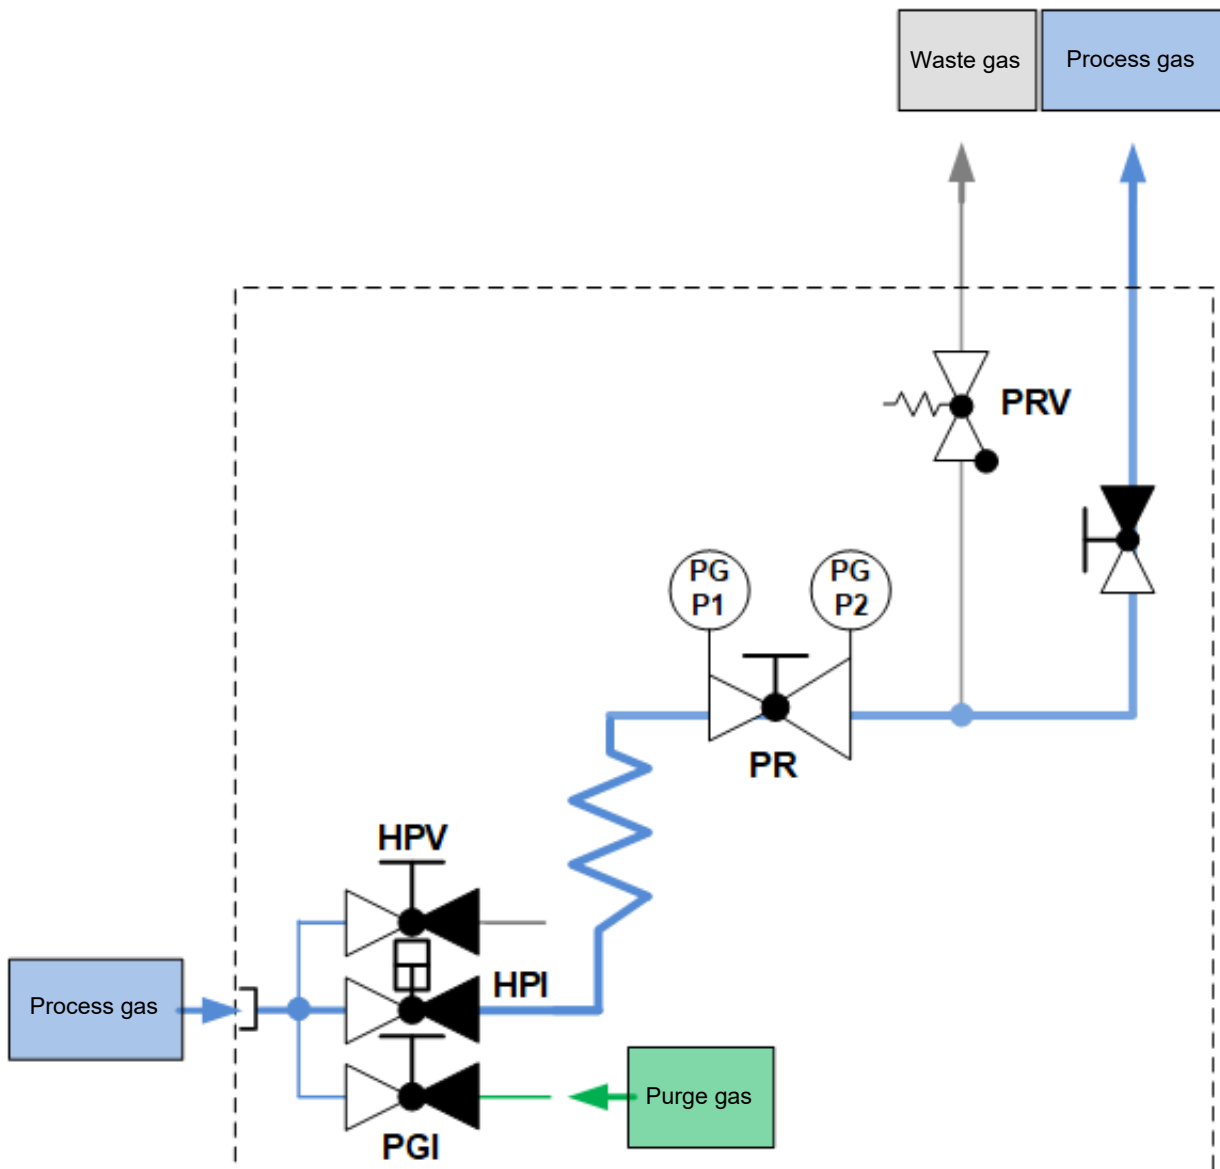 Waste gas
Process gas
PRV
PG
P1
PG
P2
PR
HPV
HPI
Process gas
Purge gas
PGI